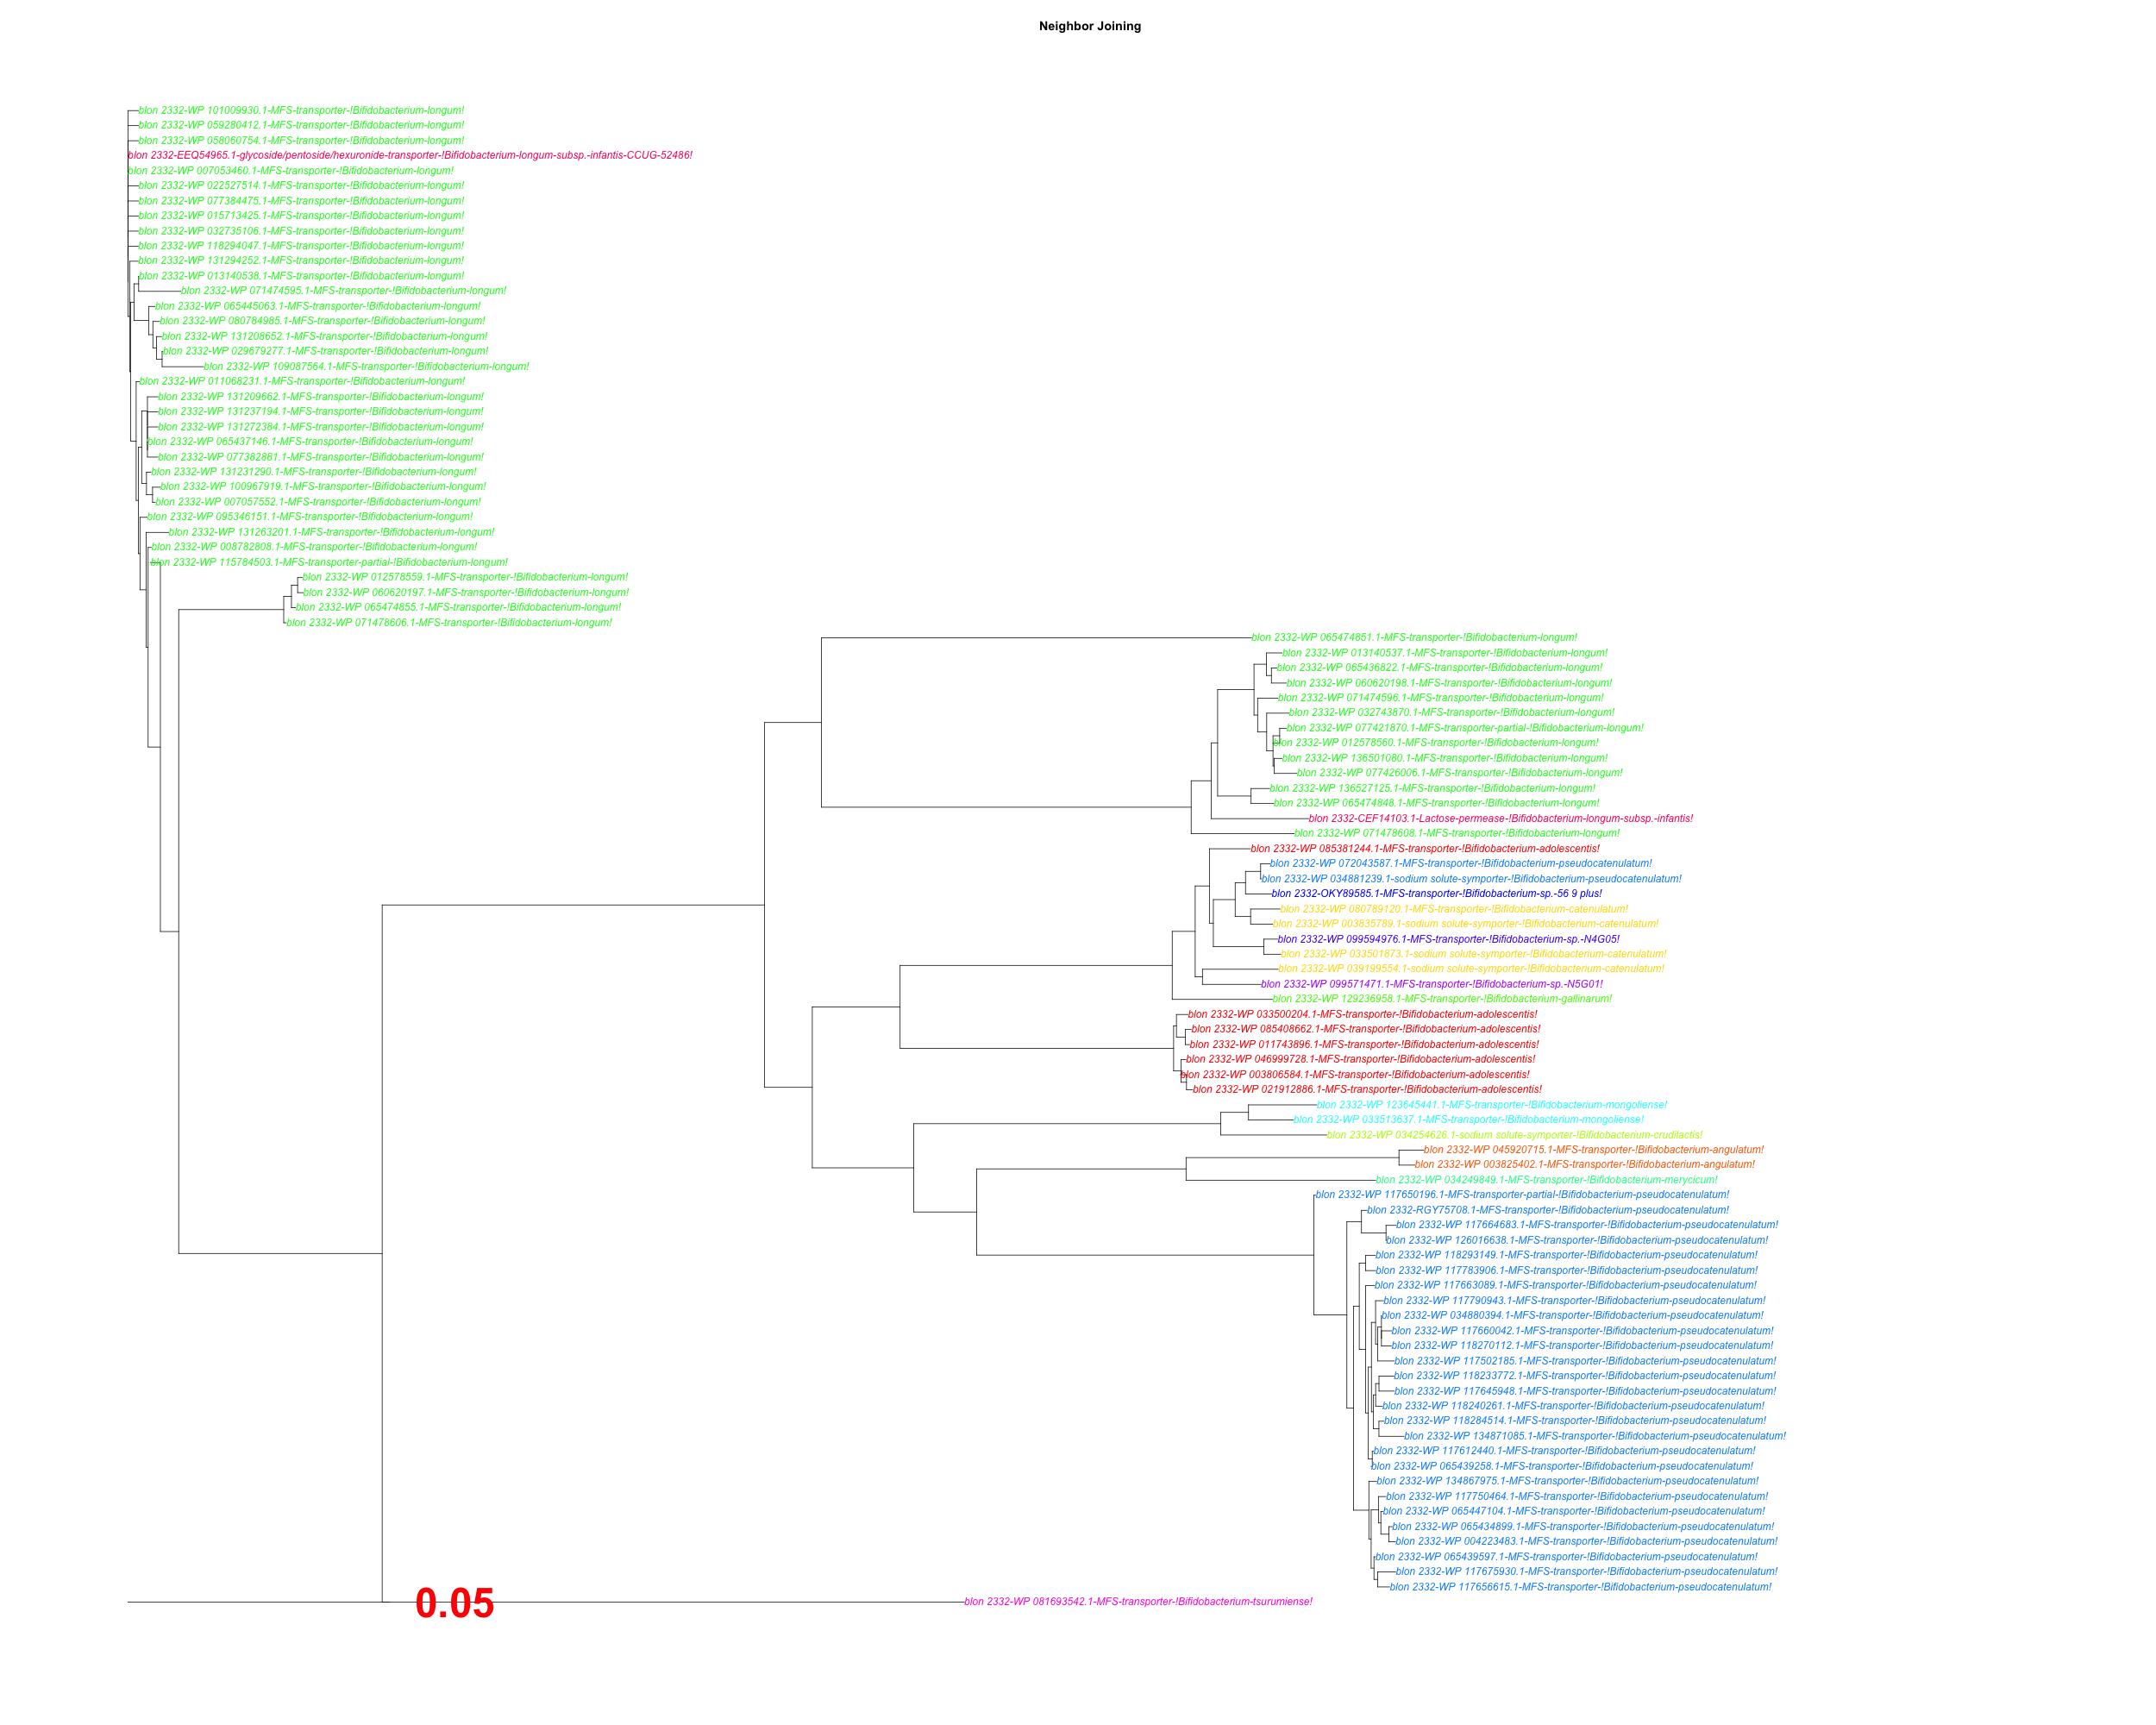 Neighbor Joining
blon 2332-WP 101009930.1-MFS-transporter-!Bifidobacterium-longum!
blon 2332-WP 059280412.1-MFS-transporter-!Bifidobacterium-longum!
blon 2332-WP 058060754.1-MFS-transporter-!Bifidobacterium-longum!
blon 2332-EEQ54965.1-glycoside/pentoside/hexuronide-transporter-!Bifidobacterium-longum-subsp.-infantis-CCUG-52486!
blon 2332-WP 007053460.1-MFS-transporter-!Bifidobacterium-longum!
blon 2332-WP 022527514.1-MFS-transporter-!Bifidobacterium-longum!
blon 2332-WP 077384475.1-MFS-transporter-!Bifidobacterium-longum!
blon 2332-WP 015713425.1-MFS-transporter-!Bifidobacterium-longum!
blon 2332-WP 032735106.1-MFS-transporter-!Bifidobacterium-longum!
blon 2332-WP 118294047.1-MFS-transporter-!Bifidobacterium-longum!
blon 2332-WP 131294252.1-MFS-transporter-!Bifidobacterium-longum!
blon 2332-WP 013140538.1-MFS-transporter-!Bifidobacterium-longum!
blon 2332-WP 071474595.1-MFS-transporter-!Bifidobacterium-longum!
blon 2332-WP 065445063.1-MFS-transporter-!Bifidobacterium-longum!
blon 2332-WP 080784985.1-MFS-transporter-!Bifidobacterium-longum!
blon 2332-WP 131208652.1-MFS-transporter-!Bifidobacterium-longum!
blon 2332-WP 029679277.1-MFS-transporter-!Bifidobacterium-longum!
blon 2332-WP 109087564.1-MFS-transporter-!Bifidobacterium-longum!
blon 2332-WP 011068231.1-MFS-transporter-!Bifidobacterium-longum!
blon 2332-WP 131209662.1-MFS-transporter-!Bifidobacterium-longum!
blon 2332-WP 131237194.1-MFS-transporter-!Bifidobacterium-longum!
blon 2332-WP 131272384.1-MFS-transporter-!Bifidobacterium-longum!
blon 2332-WP 065437146.1-MFS-transporter-!Bifidobacterium-longum!
blon 2332-WP 077382881.1-MFS-transporter-!Bifidobacterium-longum!
blon 2332-WP 131231290.1-MFS-transporter-!Bifidobacterium-longum!
blon 2332-WP 100967919.1-MFS-transporter-!Bifidobacterium-longum!
blon 2332-WP 007057552.1-MFS-transporter-!Bifidobacterium-longum!
blon 2332-WP 095346151.1-MFS-transporter-!Bifidobacterium-longum!
blon 2332-WP 131263201.1-MFS-transporter-!Bifidobacterium-longum!
blon 2332-WP 008782808.1-MFS-transporter-!Bifidobacterium-longum!
blon 2332-WP 115784503.1-MFS-transporter-partial-!Bifidobacterium-longum!
blon 2332-WP 012578559.1-MFS-transporter-!Bifidobacterium-longum!
blon 2332-WP 060620197.1-MFS-transporter-!Bifidobacterium-longum!
blon 2332-WP 065474855.1-MFS-transporter-!Bifidobacterium-longum!
blon 2332-WP 071478606.1-MFS-transporter-!Bifidobacterium-longum!
blon 2332-WP 065474851.1-MFS-transporter-!Bifidobacterium-longum!
blon 2332-WP 013140537.1-MFS-transporter-!Bifidobacterium-longum!
blon 2332-WP 065436822.1-MFS-transporter-!Bifidobacterium-longum!
blon 2332-WP 060620198.1-MFS-transporter-!Bifidobacterium-longum!
blon 2332-WP 071474596.1-MFS-transporter-!Bifidobacterium-longum!
blon 2332-WP 032743870.1-MFS-transporter-!Bifidobacterium-longum!
blon 2332-WP 077421870.1-MFS-transporter-partial-!Bifidobacterium-longum!
blon 2332-WP 012578560.1-MFS-transporter-!Bifidobacterium-longum!
blon 2332-WP 136501080.1-MFS-transporter-!Bifidobacterium-longum!
blon 2332-WP 077426006.1-MFS-transporter-!Bifidobacterium-longum!
blon 2332-WP 136527125.1-MFS-transporter-!Bifidobacterium-longum!
blon 2332-WP 065474848.1-MFS-transporter-!Bifidobacterium-longum!
blon 2332-CEF14103.1-Lactose-permease-!Bifidobacterium-longum-subsp.-infantis!
blon 2332-WP 071478608.1-MFS-transporter-!Bifidobacterium-longum!
blon 2332-WP 085381244.1-MFS-transporter-!Bifidobacterium-adolescentis!
blon 2332-WP 072043587.1-MFS-transporter-!Bifidobacterium-pseudocatenulatum!
blon 2332-WP 034881239.1-sodium solute-symporter-!Bifidobacterium-pseudocatenulatum!
blon 2332-OKY89585.1-MFS-transporter-!Bifidobacterium-sp.-56 9 plus!
blon 2332-WP 080789120.1-MFS-transporter-!Bifidobacterium-catenulatum!
blon 2332-WP 003835789.1-sodium solute-symporter-!Bifidobacterium-catenulatum!
blon 2332-WP 099594976.1-MFS-transporter-!Bifidobacterium-sp.-N4G05!
blon 2332-WP 033501873.1-sodium solute-symporter-!Bifidobacterium-catenulatum!
blon 2332-WP 039199554.1-sodium solute-symporter-!Bifidobacterium-catenulatum!
blon 2332-WP 099571471.1-MFS-transporter-!Bifidobacterium-sp.-N5G01!
blon 2332-WP 129236958.1-MFS-transporter-!Bifidobacterium-gallinarum!
blon 2332-WP 033500204.1-MFS-transporter-!Bifidobacterium-adolescentis!
blon 2332-WP 085408662.1-MFS-transporter-!Bifidobacterium-adolescentis!
blon 2332-WP 011743896.1-MFS-transporter-!Bifidobacterium-adolescentis!
blon 2332-WP 046999728.1-MFS-transporter-!Bifidobacterium-adolescentis!
blon 2332-WP 003806584.1-MFS-transporter-!Bifidobacterium-adolescentis!
blon 2332-WP 021912886.1-MFS-transporter-!Bifidobacterium-adolescentis!
blon 2332-WP 123645441.1-MFS-transporter-!Bifidobacterium-mongoliense!
blon 2332-WP 033513637.1-MFS-transporter-!Bifidobacterium-mongoliense!
blon 2332-WP 034254626.1-sodium solute-symporter-!Bifidobacterium-crudilactis!
blon 2332-WP 045920715.1-MFS-transporter-!Bifidobacterium-angulatum!
blon 2332-WP 003825402.1-MFS-transporter-!Bifidobacterium-angulatum!
blon 2332-WP 034249849.1-MFS-transporter-!Bifidobacterium-merycicum!
blon 2332-WP 117650196.1-MFS-transporter-partial-!Bifidobacterium-pseudocatenulatum!
blon 2332-RGY75708.1-MFS-transporter-!Bifidobacterium-pseudocatenulatum!
blon 2332-WP 117664683.1-MFS-transporter-!Bifidobacterium-pseudocatenulatum!
blon 2332-WP 126016638.1-MFS-transporter-!Bifidobacterium-pseudocatenulatum!
blon 2332-WP 118293149.1-MFS-transporter-!Bifidobacterium-pseudocatenulatum!
blon 2332-WP 117783906.1-MFS-transporter-!Bifidobacterium-pseudocatenulatum!
blon 2332-WP 117663089.1-MFS-transporter-!Bifidobacterium-pseudocatenulatum!
blon 2332-WP 117790943.1-MFS-transporter-!Bifidobacterium-pseudocatenulatum!
blon 2332-WP 034880394.1-MFS-transporter-!Bifidobacterium-pseudocatenulatum!
blon 2332-WP 117660042.1-MFS-transporter-!Bifidobacterium-pseudocatenulatum!
blon 2332-WP 118270112.1-MFS-transporter-!Bifidobacterium-pseudocatenulatum!
blon 2332-WP 117502185.1-MFS-transporter-!Bifidobacterium-pseudocatenulatum!
blon 2332-WP 118233772.1-MFS-transporter-!Bifidobacterium-pseudocatenulatum!
blon 2332-WP 117645948.1-MFS-transporter-!Bifidobacterium-pseudocatenulatum!
blon 2332-WP 118240261.1-MFS-transporter-!Bifidobacterium-pseudocatenulatum!
blon 2332-WP 118284514.1-MFS-transporter-!Bifidobacterium-pseudocatenulatum!
blon 2332-WP 134871085.1-MFS-transporter-!Bifidobacterium-pseudocatenulatum!
blon 2332-WP 117612440.1-MFS-transporter-!Bifidobacterium-pseudocatenulatum!
blon 2332-WP 065439258.1-MFS-transporter-!Bifidobacterium-pseudocatenulatum!
blon 2332-WP 134867975.1-MFS-transporter-!Bifidobacterium-pseudocatenulatum!
blon 2332-WP 117750464.1-MFS-transporter-!Bifidobacterium-pseudocatenulatum!
blon 2332-WP 065447104.1-MFS-transporter-!Bifidobacterium-pseudocatenulatum!
blon 2332-WP 065434899.1-MFS-transporter-!Bifidobacterium-pseudocatenulatum!
blon 2332-WP 004223483.1-MFS-transporter-!Bifidobacterium-pseudocatenulatum!
blon 2332-WP 065439597.1-MFS-transporter-!Bifidobacterium-pseudocatenulatum!
blon 2332-WP 117675930.1-MFS-transporter-!Bifidobacterium-pseudocatenulatum!
blon 2332-WP 117656615.1-MFS-transporter-!Bifidobacterium-pseudocatenulatum!
0.05
blon 2332-WP 081693542.1-MFS-transporter-!Bifidobacterium-tsurumiense!